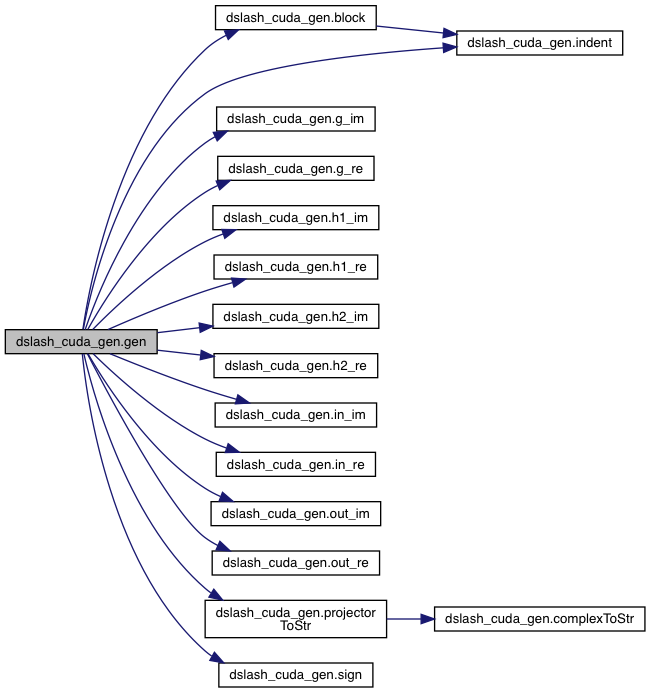 dslash_cuda_gen.block
dslash_cuda_gen.indent
dslash_cuda_gen.g_im
dslash_cuda_gen.g_re
dslash_cuda_gen.h1_im
dslash_cuda_gen.h1_re
dslash_cuda_gen.h2_im
dslash_cuda_gen.gen
dslash_cuda_gen.h2_re
dslash_cuda_gen.in_im
dslash_cuda_gen.in_re
dslash_cuda_gen.out_im
dslash_cuda_gen.out_re
dslash_cuda_gen.projector
ToStr
dslash_cuda_gen.complexToStr
dslash_cuda_gen.sign